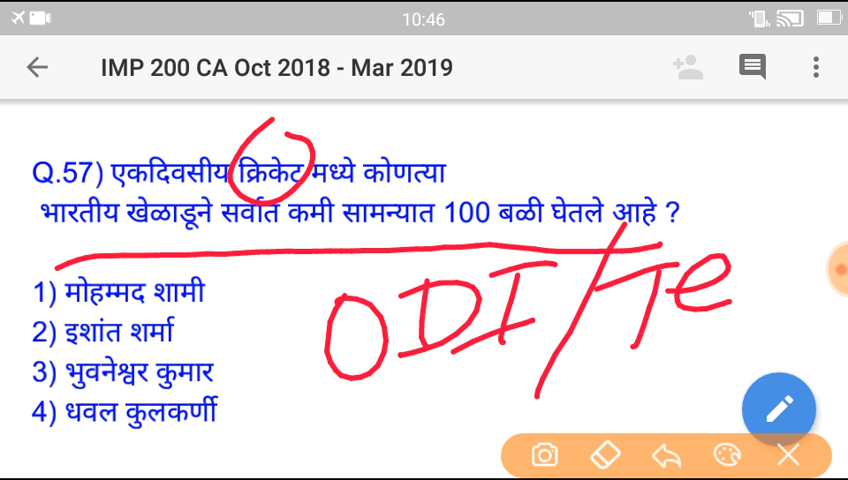 10:46
IMP 200 CA Oct 2018 - Mar 2019
Q.57) एकदिवसीय क्रिकेट मध्ये कोणत्या
भारतीय खेळाडूने सर्वात कमी सामन्यात 100 बळी घेतले आहे ?
ODI/Te
1) मोहम्मद शामी
2) इशांत शर्मा
3) भुवनेश्वर कुमार
4) धवल कुलकर्णी